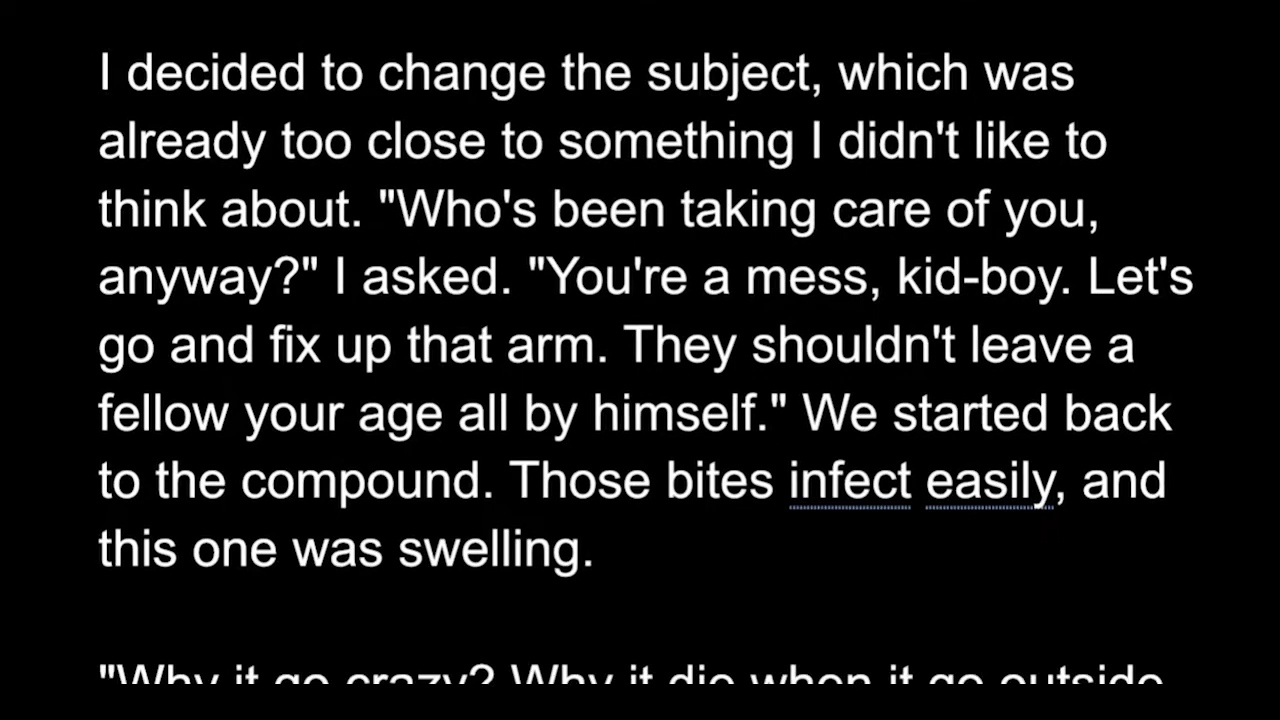 I decided to change the subject, which was
already too close to something I didn't like to
think about. "Who's been taking care of you,
anyway?" I asked. "You're a mess, kid-boy. Let's
go and fix up that arm. They shouldn't leave a
fellow your age all by himself." We started back
to the compound. Those bites infect easily, and
this one was swelling.
"Why it go crazy? Why it die when it go outside